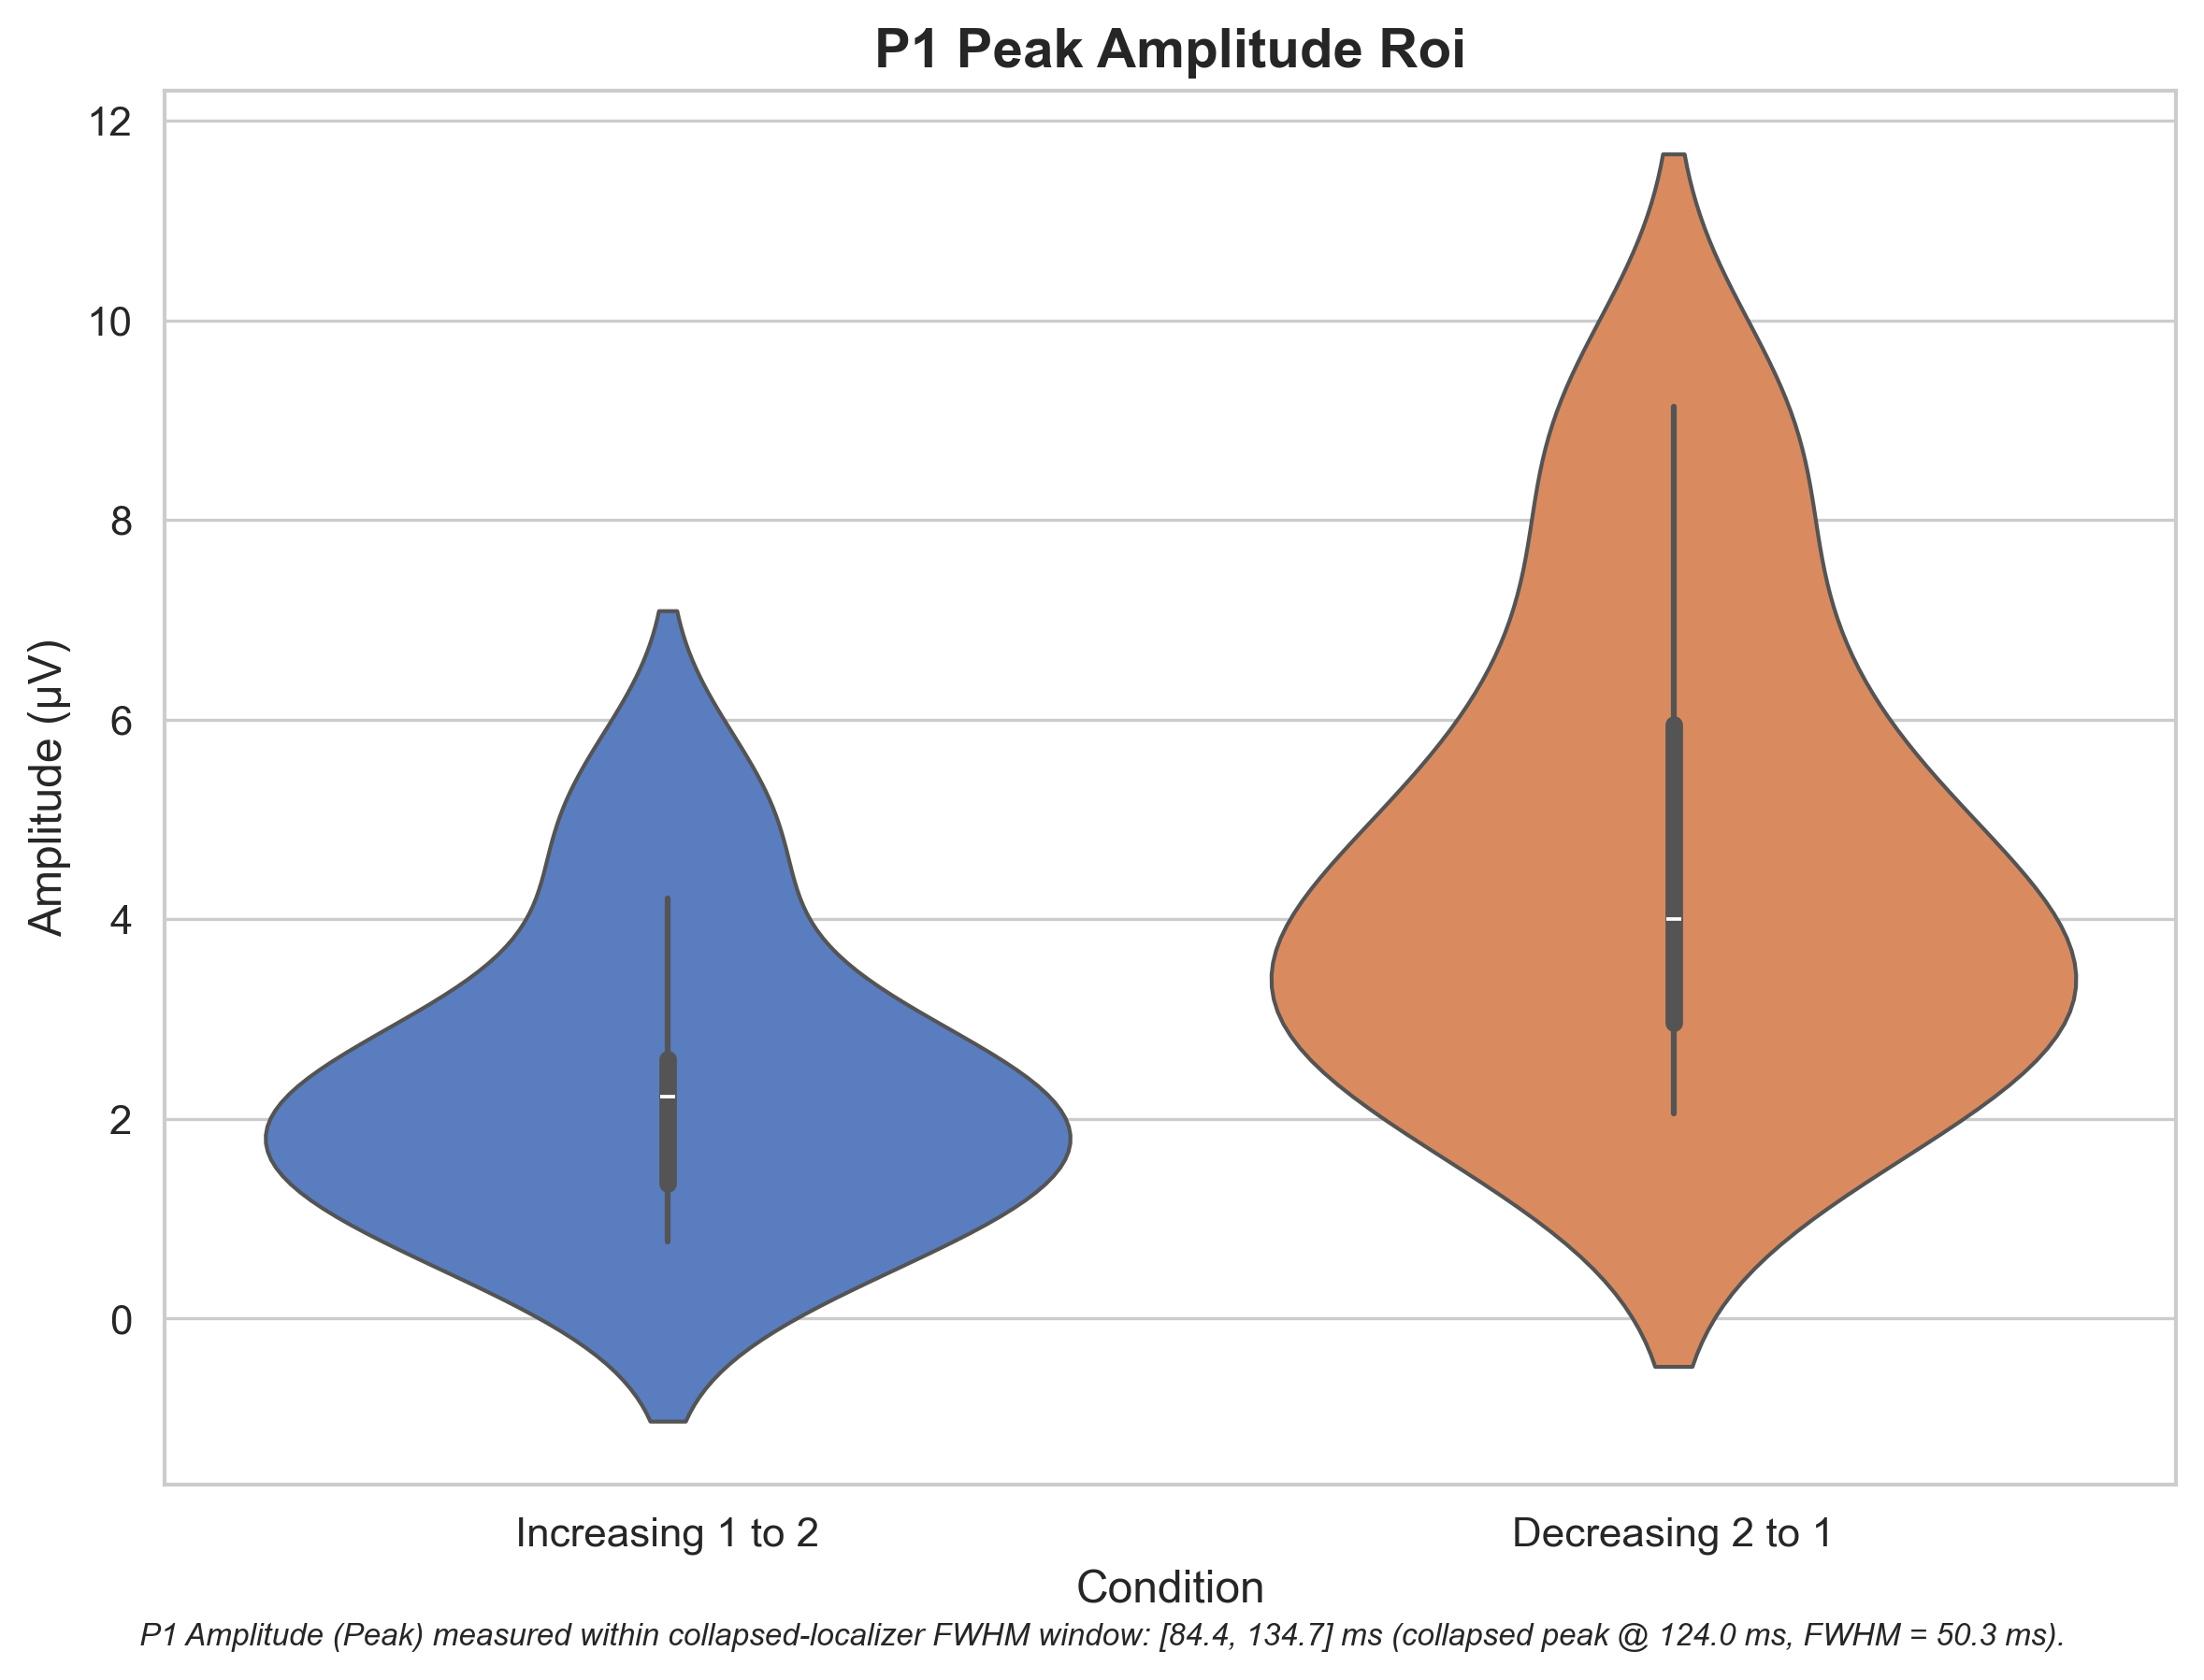 P1 Peak Amplitude Roi
12
10
8
6
4
2
0
Amplitude (µV)
Increasing 1 to 2
Decreasing 2 to 1
Condition
P1 Amplitude (Peak) measured within collapsed-localizer FWHM window: [84.4, 134.7] ms (collapsed peak @ 124.0 ms, FWHM = 50.3 ms).